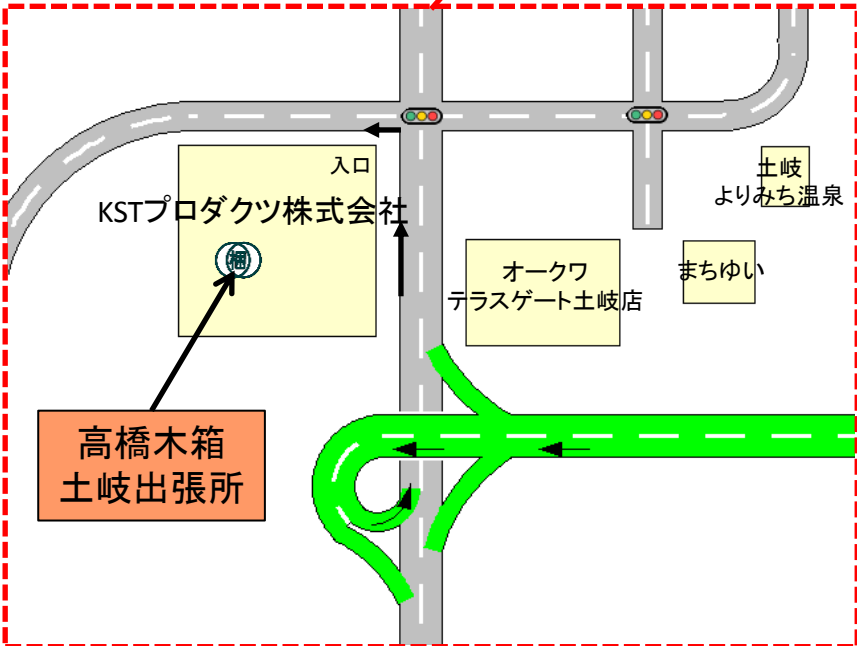 入口
KSTプロダクツ株式会社
梱
土岐
よりみち温泉
オークワ
テラスゲート土岐店
まちゆい
高橋木箱
土岐出張所